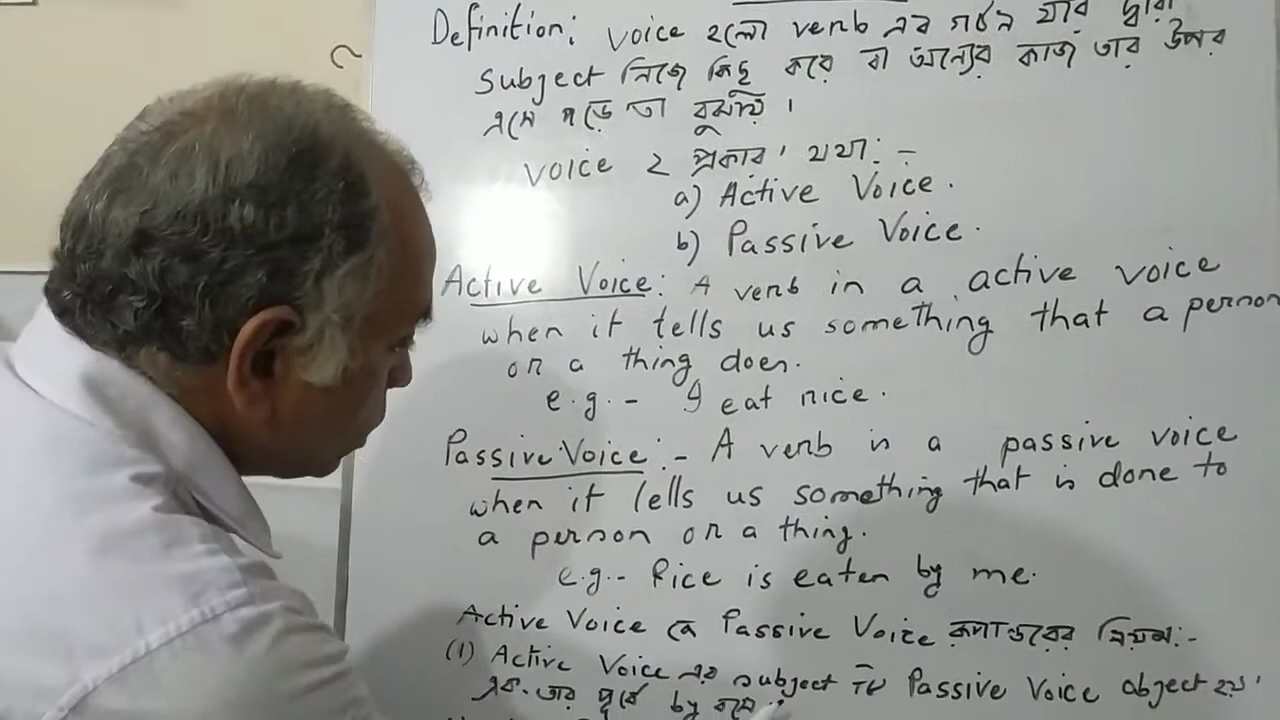 Definition: Voice হলো verb এর গঠন যার দ্বারা
subject নিজে কিছু করে বা অন্যের কাজ তার উপর
এসে পড়ে তা বুঝায় ।
Voice ২ প্রকার। যথা: -
a) Active Voice.
b) Passive Voice.
Active Voice: A verb in a active voice
when it tells us something that a person
or a thing does.
e.g.- I eat rice.
Passive Voice:- A verb is a passive voice
when it tells us something that is done to
a person or a thing.
e.g.- Rice is eaten by me.
Active Voice কে Passive Voice রূপান্তরের নিয়ম:-
(1) Active Voice এর subject টি Passive Voice object হয়।
এবং তার পূর্বে by বসে